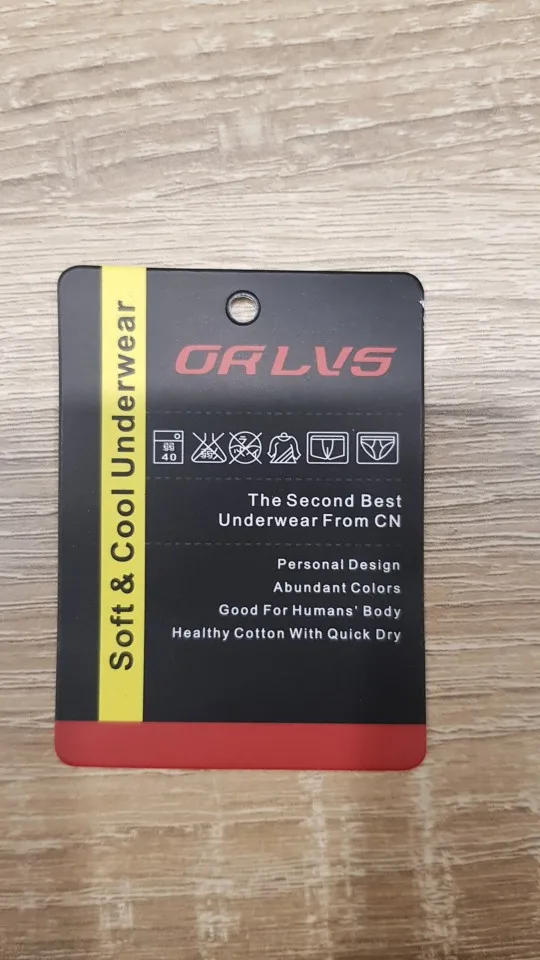 Soft & Cool Underwear
ORLVS
40
The Second Best
Underwear From CN
Personal Design
Abundant Colors
Good For Humans' Body
Healthy Cotton With Quick Dry